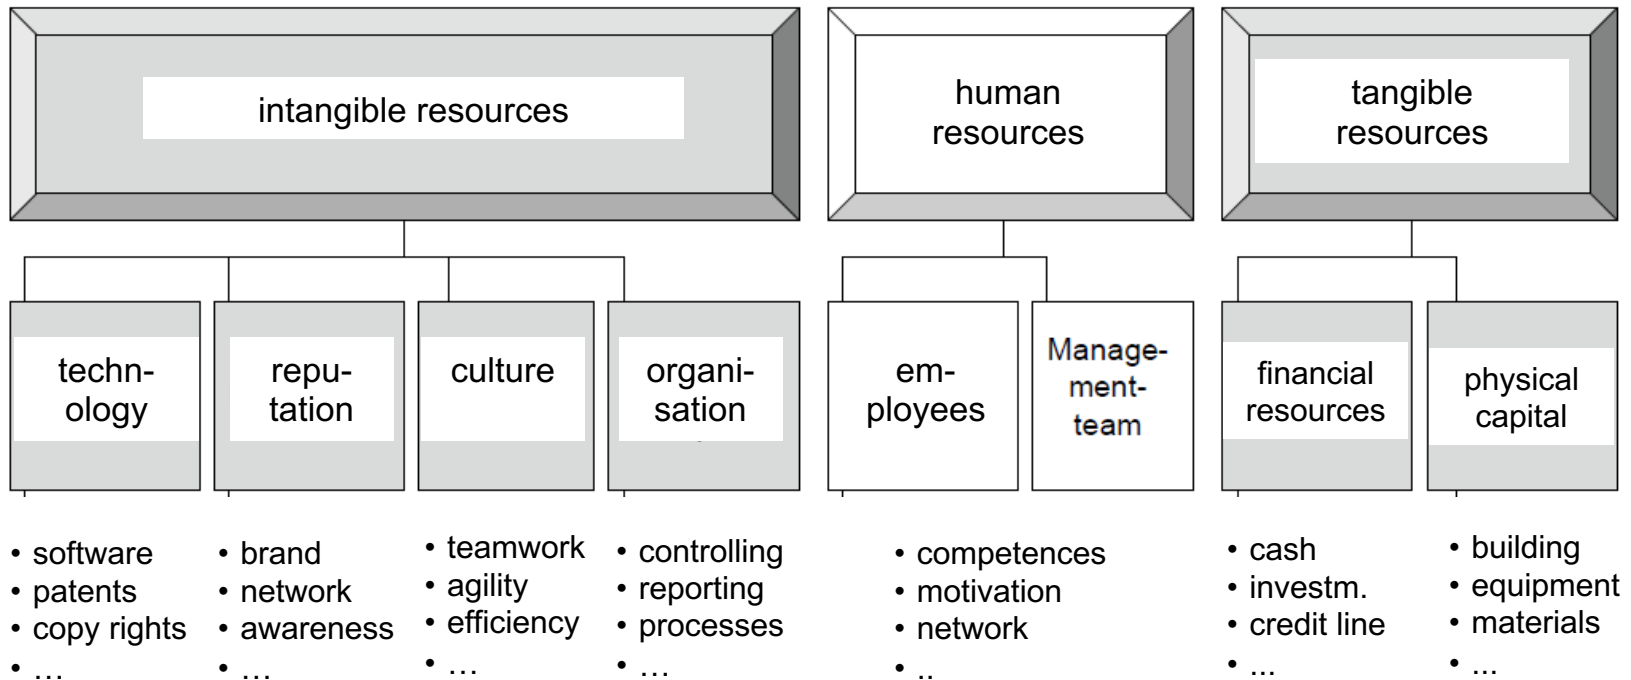 intangible resources
human
resources
tangible
resources
techn-
ology
repu-
tation
culture
organi-
sation
em-
ployees
Manage-
ment-
team
financial
resources
physical
capital
• software
• patents
• copy rights
• ...
• brand
• network
• awareness
• ...
• teamwork
• agility
• efficiency
• ...
• controlling
• reporting
• processes
• ...
• competences
• motivation
• network
• ..
• cash
• investm.
• credit line
• ...
• building
• equipment
• materials
• ...